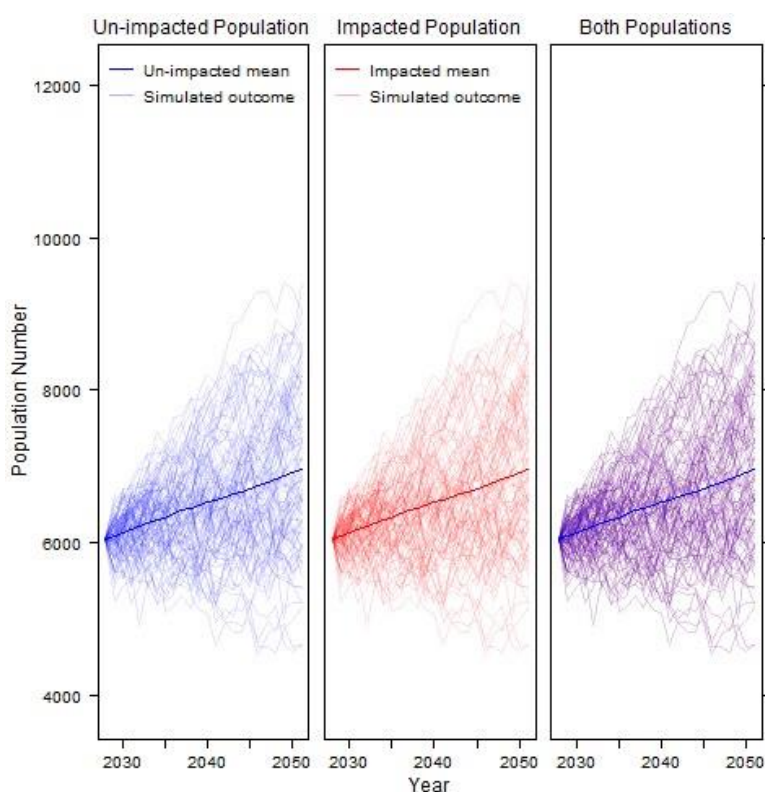 Un-impacted Population
Impacted Population
Both Populations
Un-impacted mean
Simulated outcome
Impacted mean
Simulated outcome
Population Number
12000
10000
8000
6000
4000
2030
2040
2050
2030
2040
2050
2030
2040
2050
Year